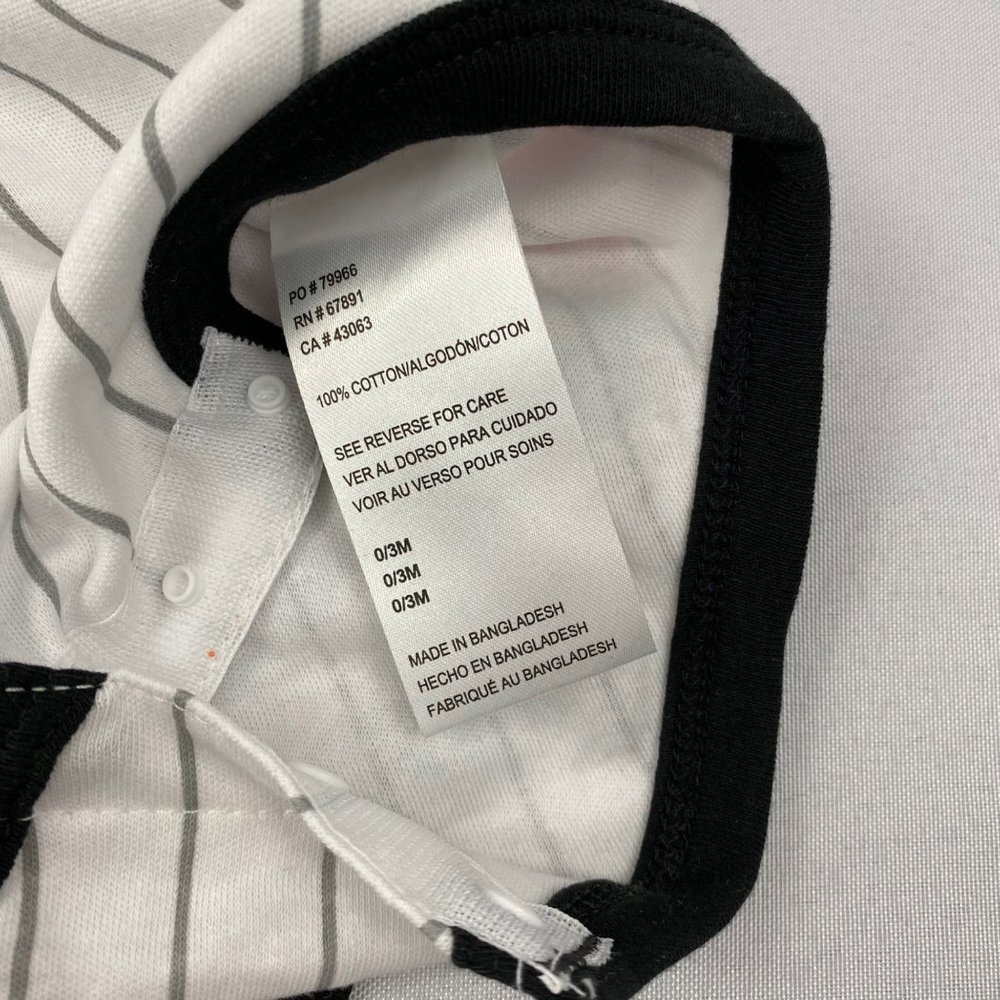 PO # 79966
RN # 67891
CA # 43063
100% COTTON/ALGODÓN/COTON
SEE REVERSE FOR CARE
VER AL DORSO PARA CUIDADO
VOIR AU VERSO POUR SOINS
0/3M
0/3M
0/3M
MADE IN BANGLADESH
HECHO EN BANGLADESH
FABRIQUÉ AU BANGLADESH